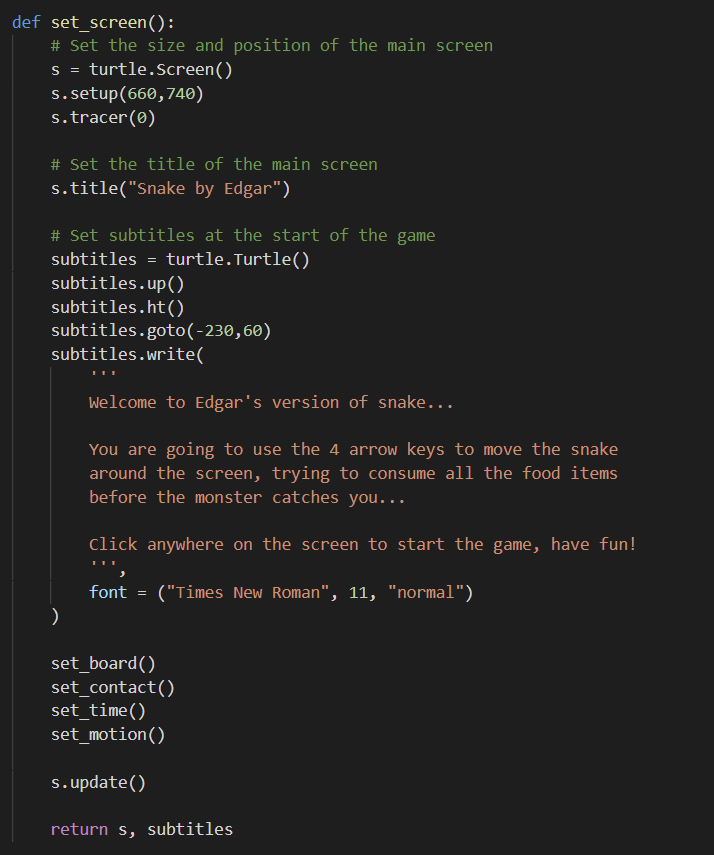 def set_screen():
    # Set the size and position of the main screen
    s = turtle.Screen()
    s.setup(660,740)
    s.tracer(0)

    # Set the title of the main screen
    s.title("Snake by Edgar")

    # Set subtitles at the start of the game
    subtitles = turtle.Turtle()
    subtitles.up()
    subtitles.ht()
    subtitles.goto(-230,60)
    subtitles.write(
        '''
        Welcome to Edgar's version of snake...

        You are going to use the 4 arrow keys to move the snake
        around the screen, trying to consume all the food items
        before the monster catches you...

        Click anywhere on the screen to start the game, have fun!
        ''',
        font = ("Times New Roman", 11, "normal")
    )

    set_board()
    set_contact()
    set_time()
    set_motion()

    s.update()

    return s, subtitles